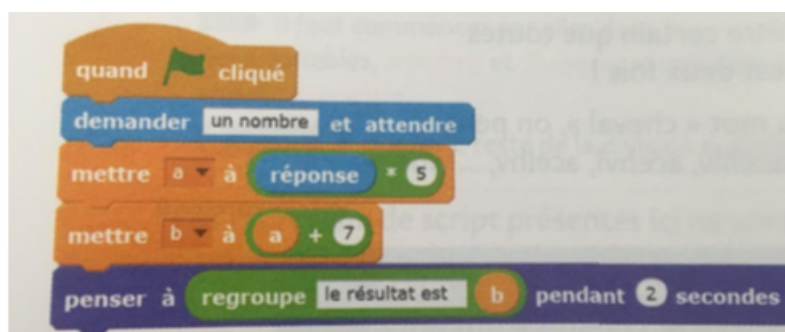 quand cliqué
demander un nombre et attendre
mettre a à réponse * 5
mettre b à a + 7
penser à regroupe le résultat est b pendant 2 secondes